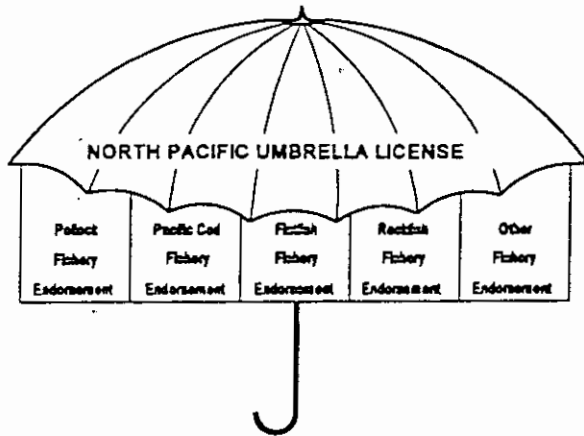 NORTH PACIFIC UMBRELLA LICENSE
Pollock
Fishery
Endorsement
Pacific Cod
Fishery
Endorsement
Flatfish
Fishery
Endorsement
Rockfish
Fishery
Endorsement
Other
Fishery
Endorsement